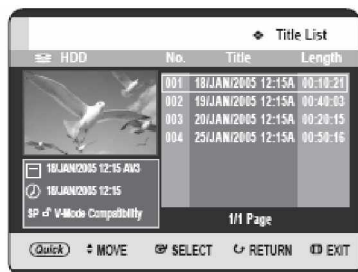 ❖ Title List
HDD No. Title Length
001 18/JAN/2005 12:15A 00:10:21
002 19/JAN/2005 12:15A 00:40:03
003 20/JAN/2005 12:15A 00:20:15
004 25/JAN/2005 12:15A 00:50:16
18/JAN/2005 12:15 AV3
18/JAN/2005 12:15
SP V-Mode Compatibility
1/1 Page
Quick MOVE SELECT RETURN EXIT